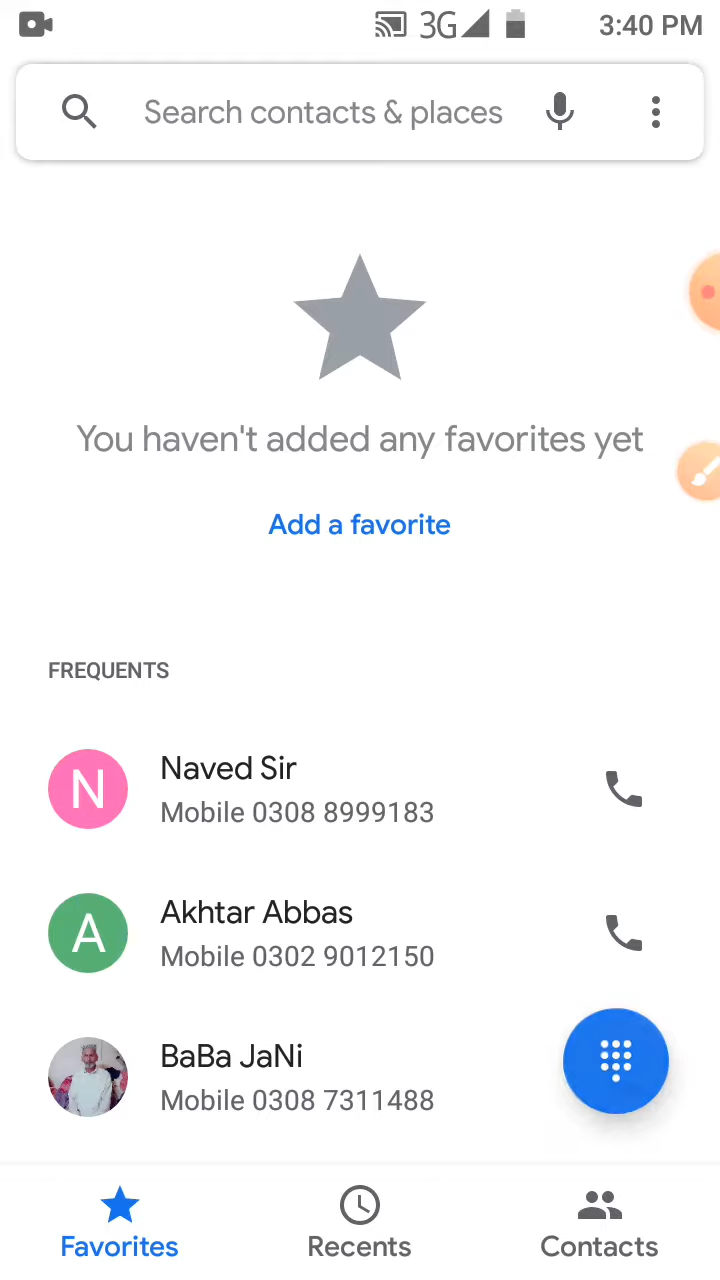 3G 3:40 PM
Search contacts & places
You haven't added any favorites yet
Add a favorite
FREQUENTS
N
Naved Sir
Mobile 0308 8999183
A
Akhtar Abbas
Mobile 0302 9012150
BaBa JaNi
Mobile 0308 7311488
Favorites Recents Contacts